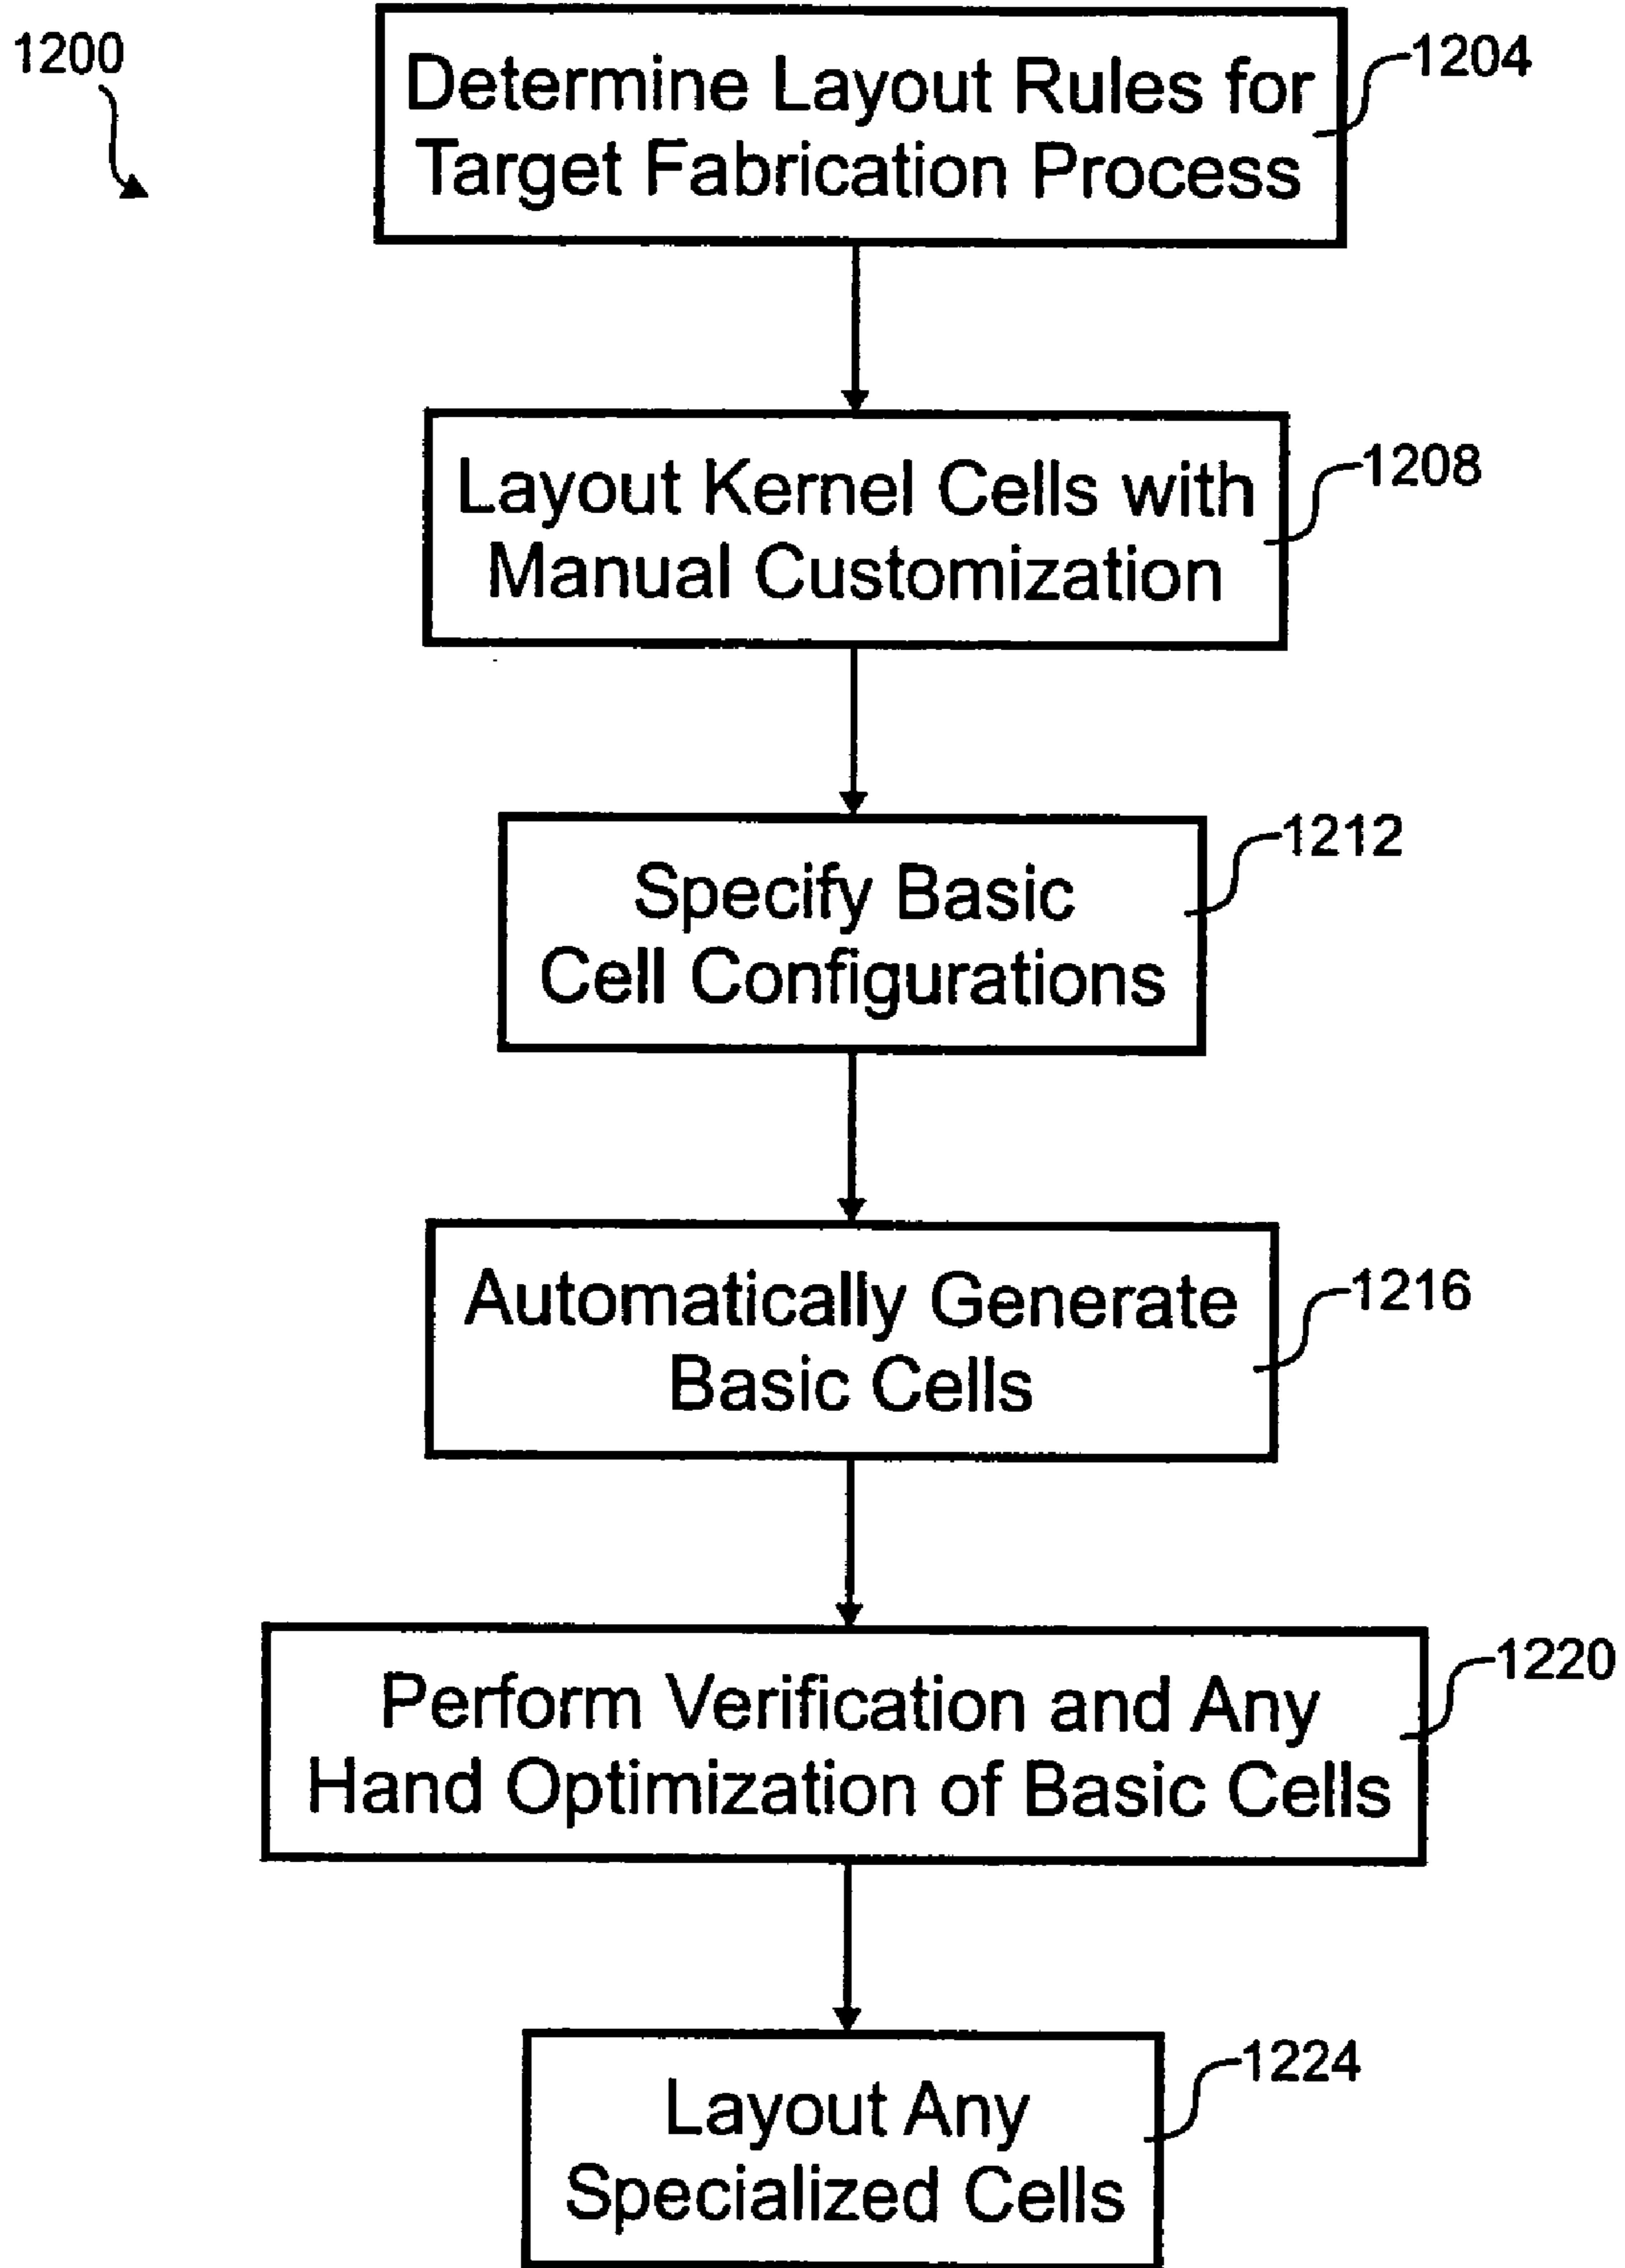 1200
Determine Layout Rules for
Target Fabrication Process
1204
Layout Kernel Cells with
Manual Customization
1208
Specify Basic
Cell Configurations
1212
Automatically Generate
Basic Cells
1216
Perform Verification and Any
Hand Optimization of Basic Cells
1220
Layout Any
Specialized Cells
1224